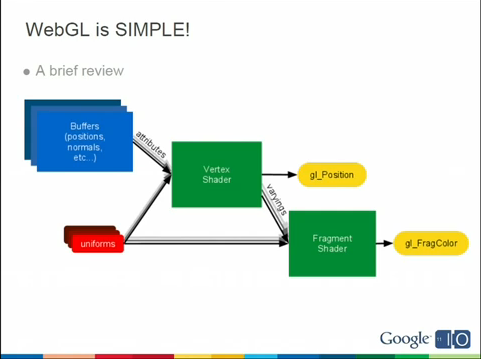 WebGL is SIMPLE!
A brief review
Buffers
(positions,
normals,
etc...)
attributes
Vertex
Shader
gl_Position
varyings
uniforms
Fragment
Shader
gl_FragColor
Google IO